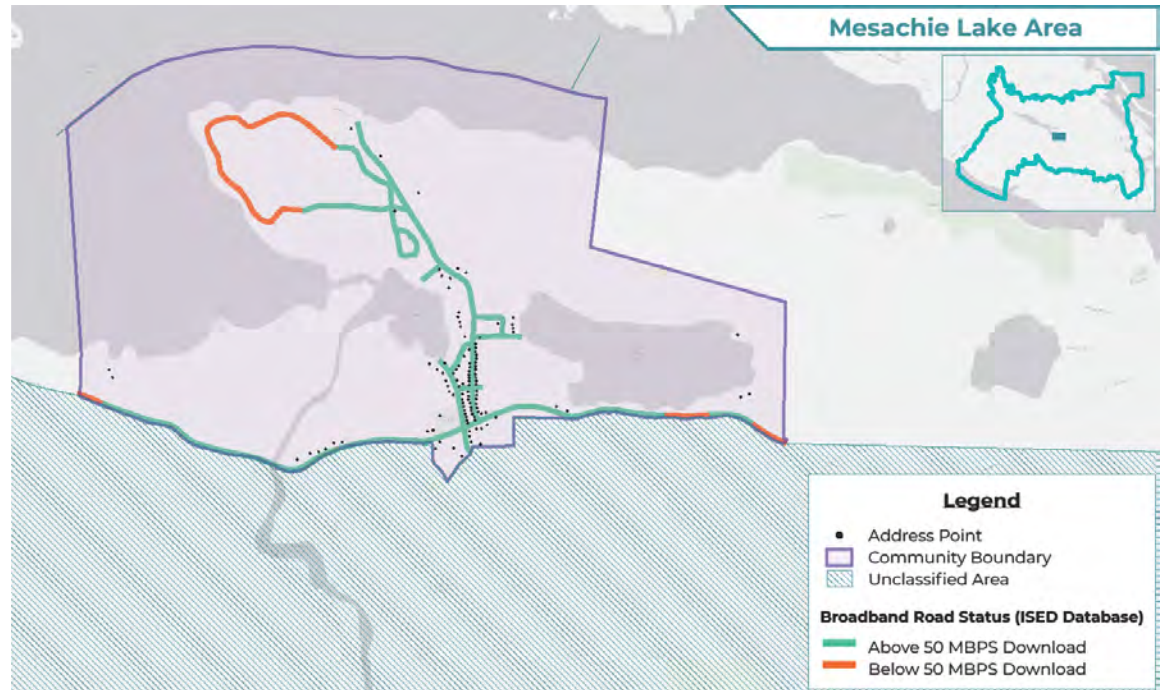 Mesachie Lake Area
Legend
Address Point
Community Boundary
Unclassified Area
Broadband Road Status (ISED Database)
Above 50 MBPS Download
Below 50 MBPS Download